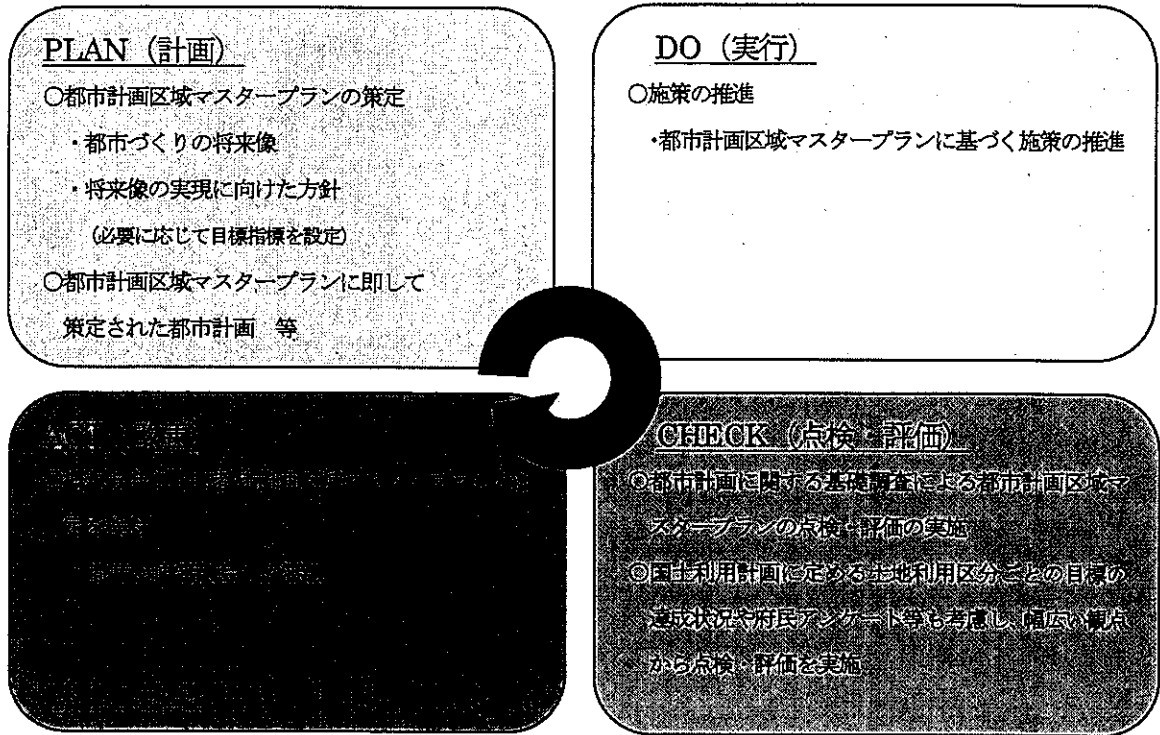 PLAN（計画）
○都市計画区域マスタープランの策定
・都市づくりの将来像
・将来像の実現に向けた方針
（必要に応じて目標指標を設定）
○都市計画区域マスタープランに即して
策定された都市計画　等
DO（実行）
○施策の推進
・都市計画区域マスタープランに基づく施策の推進
ACT
CHECK（点検・評価）
◎都市計画に関する基礎調査による都市計画区域マ
スタープランの点検・評価の実施
◎国土利用計画に定める土地利用区分ごとの目標の
達成状況や府民アンケート等も考慮し、幅広い観点
から点検・評価を実施